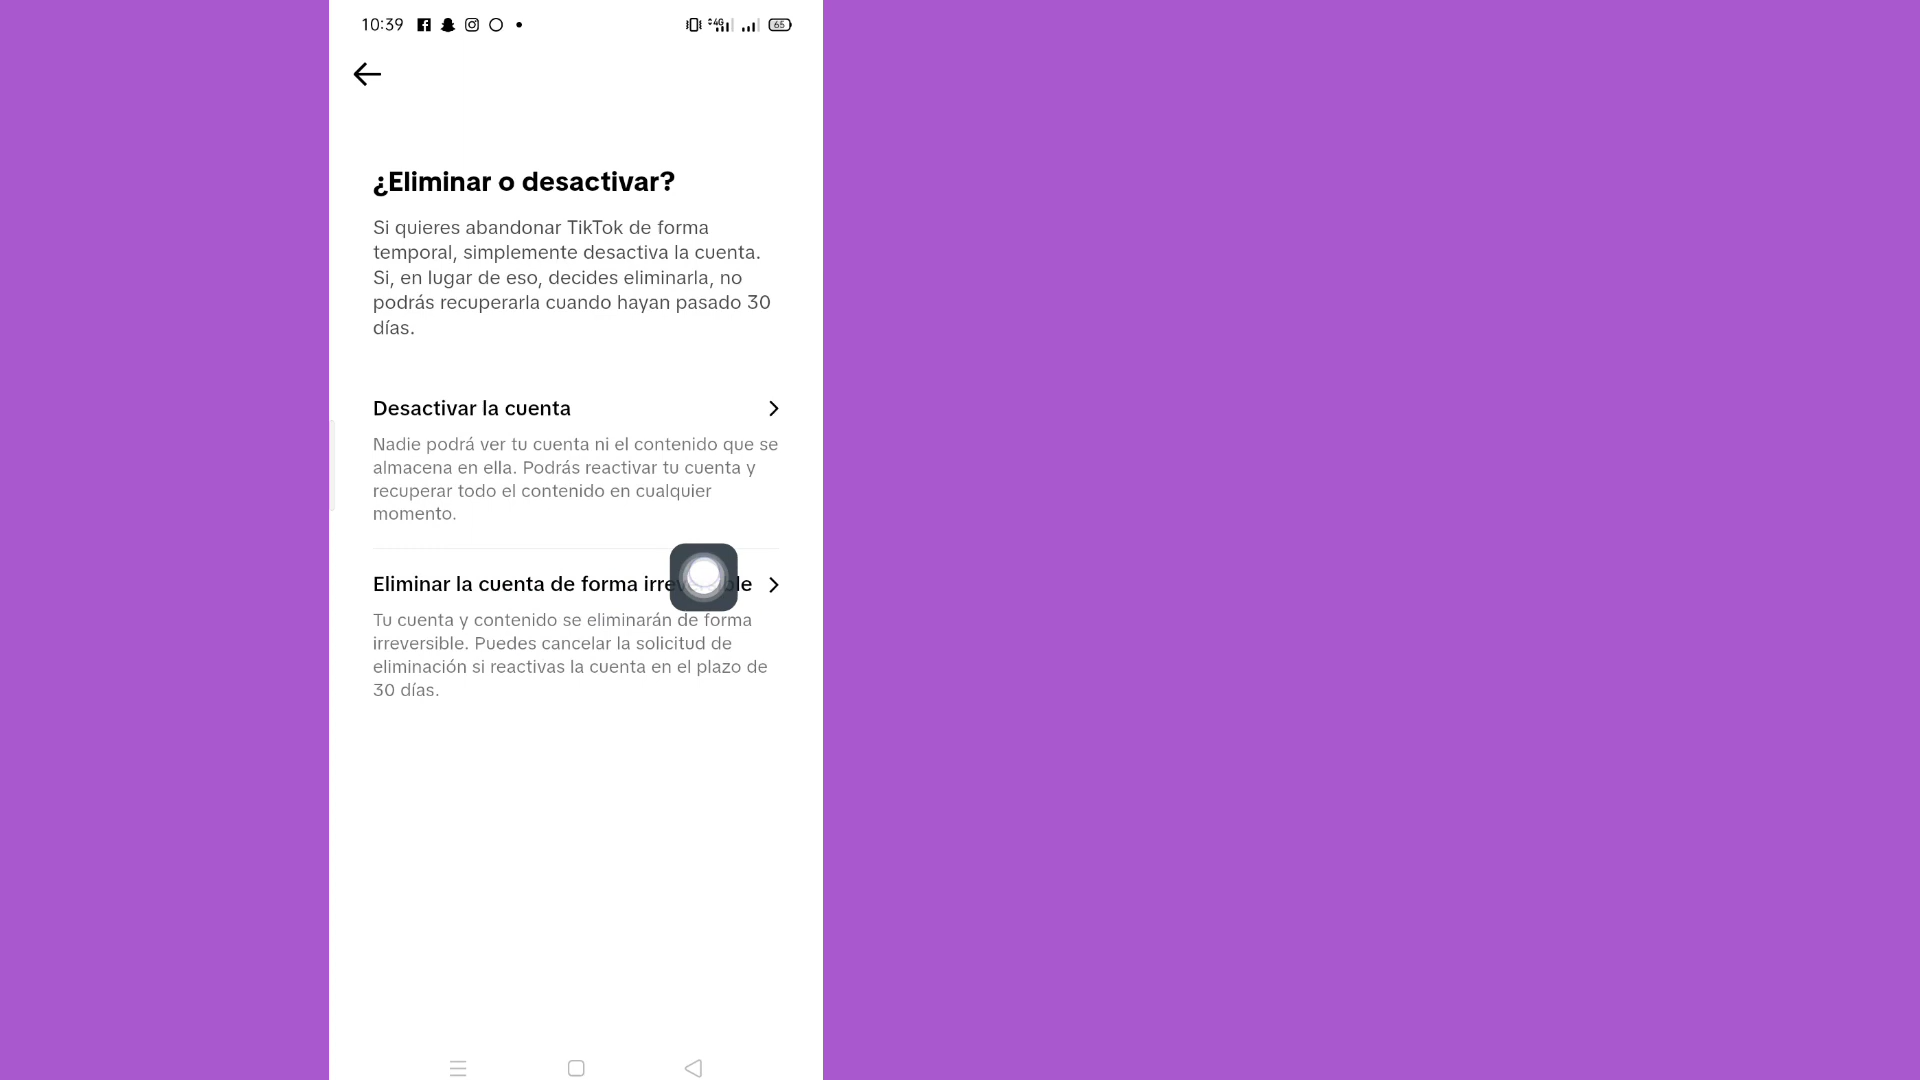 10:39
4G
65
¿Eliminar o desactivar?
Si quieres abandonar TikTok de forma
temporal, simplemente desactiva la cuenta.
Si, en lugar de eso, decides eliminarla, no
podrás recuperarla cuando hayan pasado 30
días.
Desactivar la cuenta
Nadie podrá ver tu cuenta ni el contenido que se
almacena en ella. Podrás reactivar tu cuenta y
recuperar todo el contenido en cualquier
momento.
Eliminar la cuenta de forma irreversible
Tu cuenta y contenido se eliminarán de forma
irreversible. Puedes cancelar la solicitud de
eliminación si reactivas la cuenta en el plazo de
30 días.